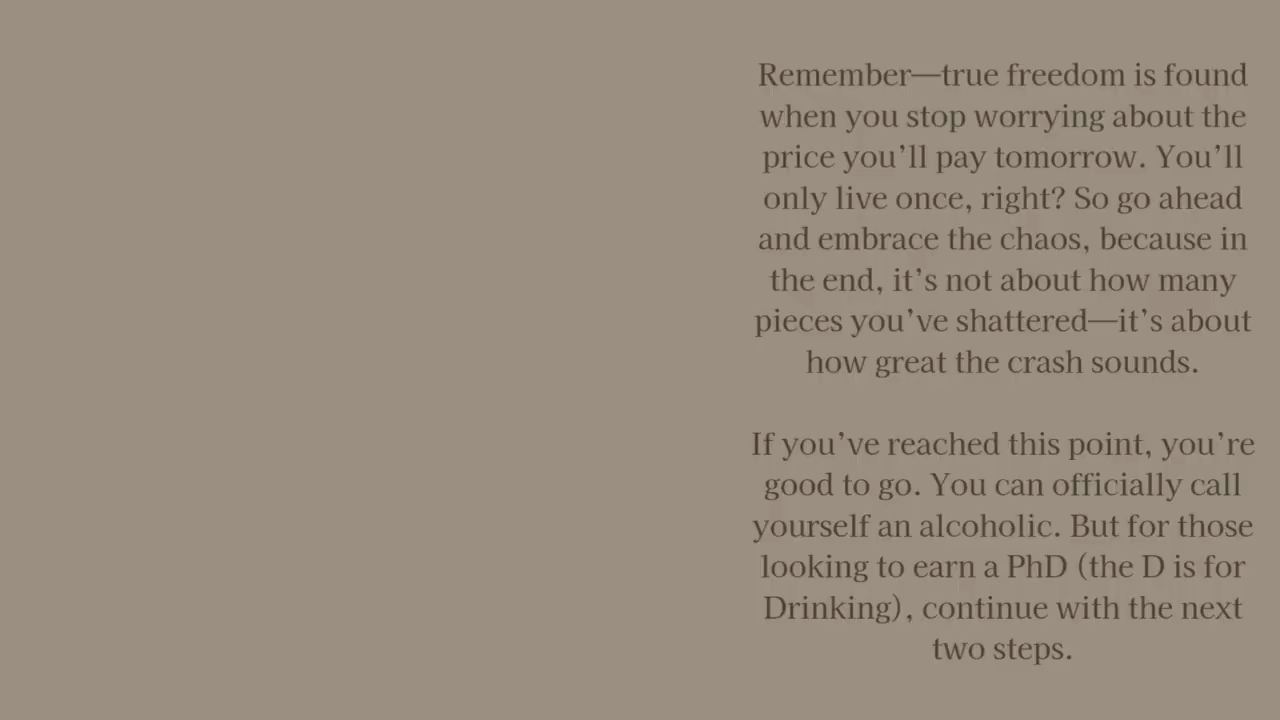 Remember—true freedom is found
when you stop worrying about the
price you’ll pay tomorrow. You’ll
only live once, right? So go ahead
and embrace the chaos, because in
the end, it’s not about how many
pieces you’ve shattered—it’s about
how great the crash sounds.
If you’ve reached this point, you’re
good to go. You can officially call
yourself an alcoholic. But for those
looking to earn a PhD (the D is for
Drinking), continue with the next
two steps.